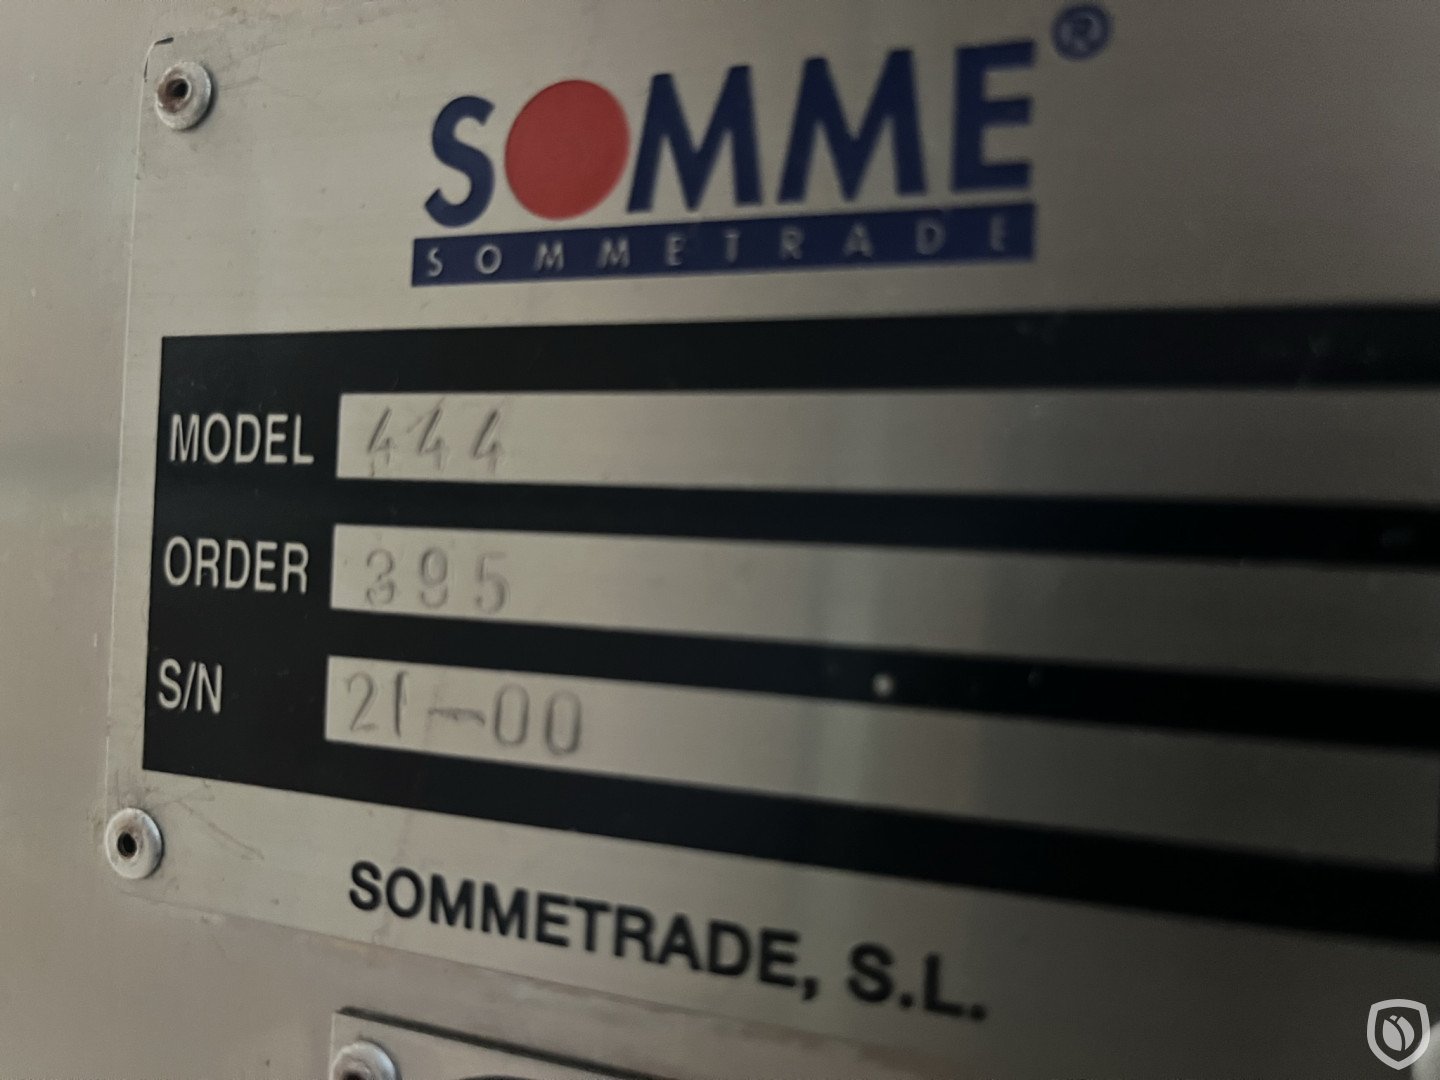 SOMME®
SOMMETRADE
MODEL 444
ORDER 395
S/N 21-00
SOMMETRADE, S.L.